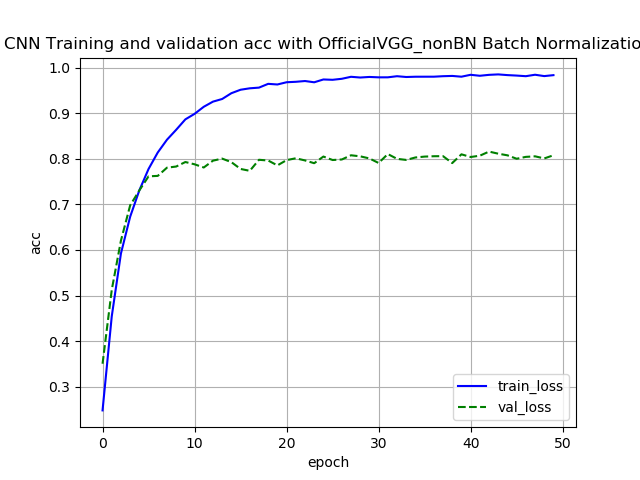 CNN Training and validation acc with OfficialVGG_nonBN Batch Normalizatio
1.0
0.9
0.8
0.7
0.6
0.5
0.4
0.3
acc
train_loss
val_loss
0 10 20 30 40 50
epoch